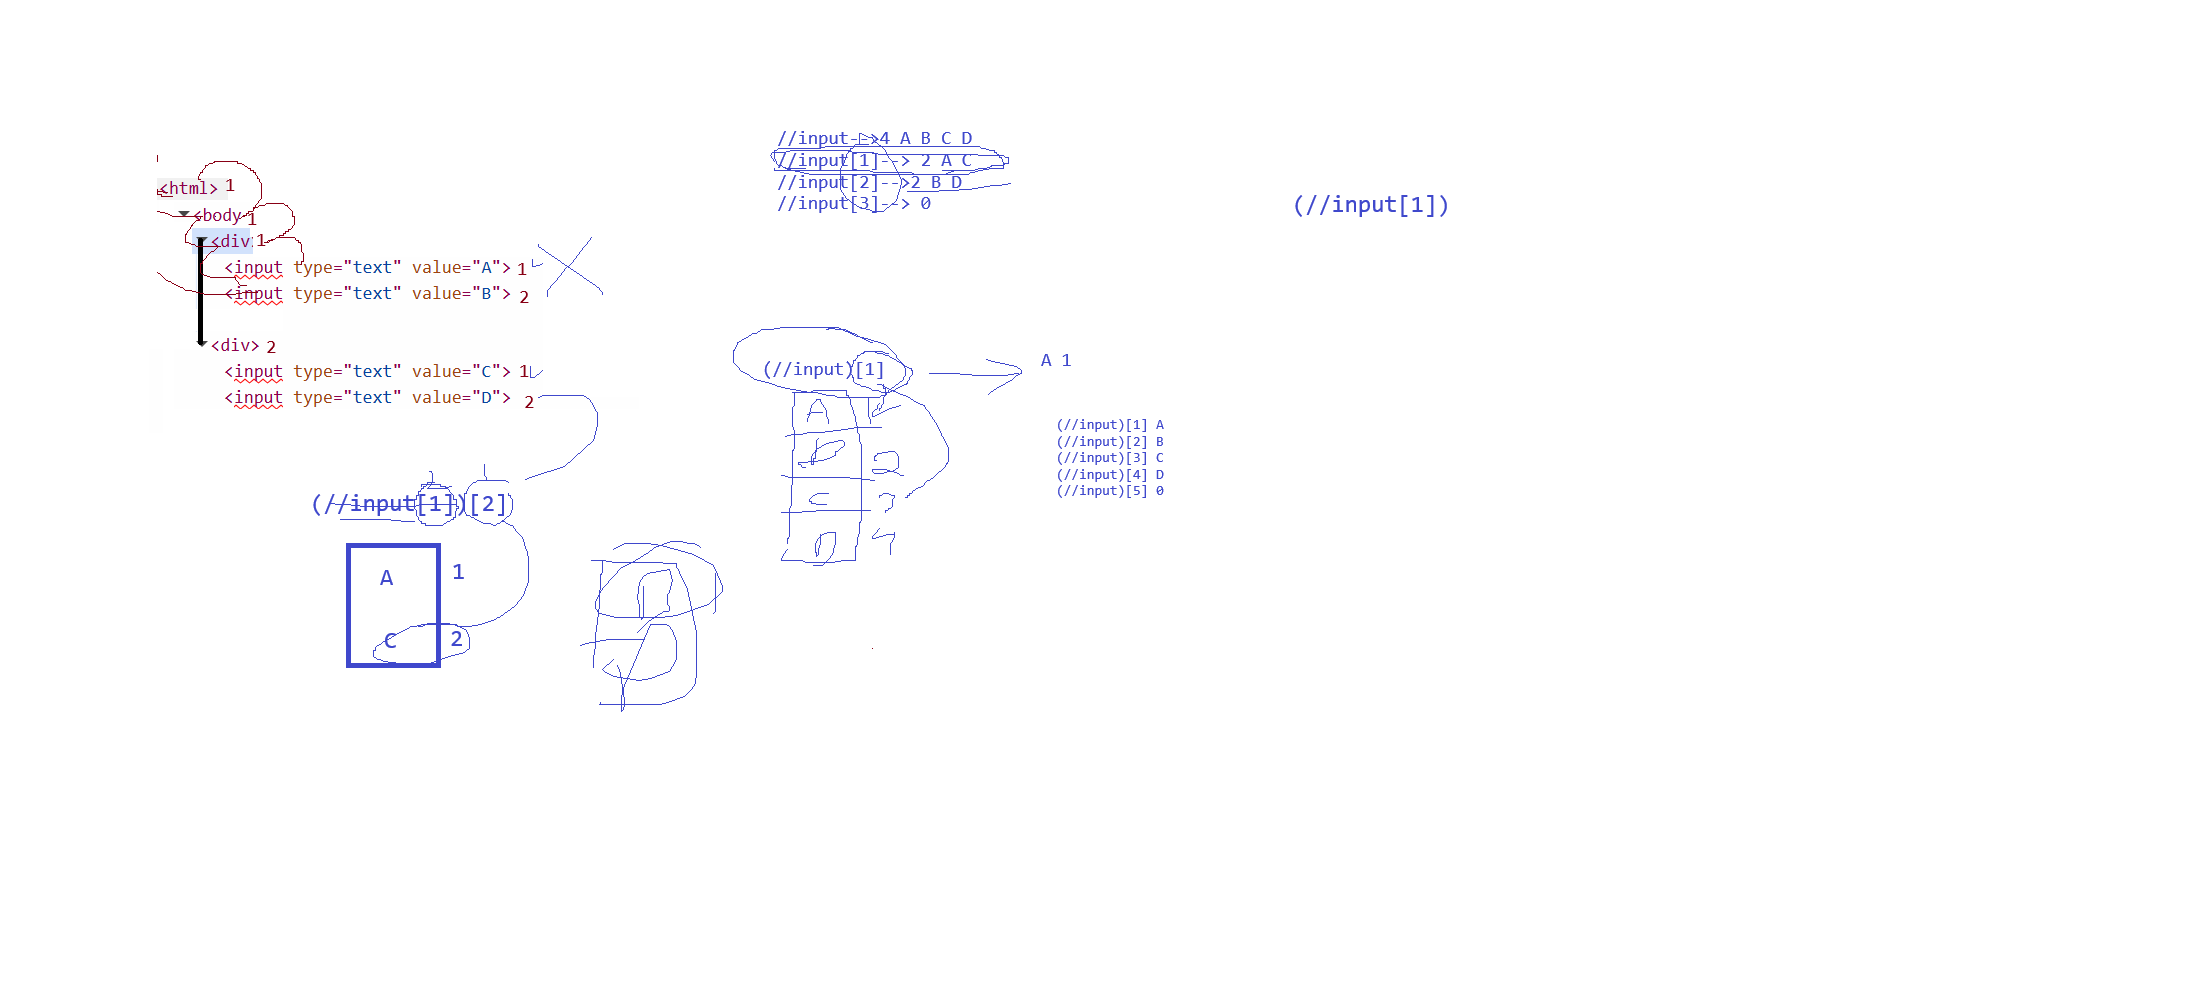 <html> 1
<body 1
<div 1
<input type="text" value="A"> 1
<input type="text" value="B"> 2
<div> 2
<input type="text" value="C"> 1
<input type="text" value="D"> 2
(//input[1])[2]
A 1
C 2
//input-->4 A B C D
//input[1]--> 2 A C
//input[2]-->2 B D
//input[3]--> 0
(//input)[1]
A 1
A
b 2
C 3
D 4
(//input)[1] A
(//input)[2] B
(//input)[3] C
(//input)[4] D
(//input)[5] 0
(//input[1])